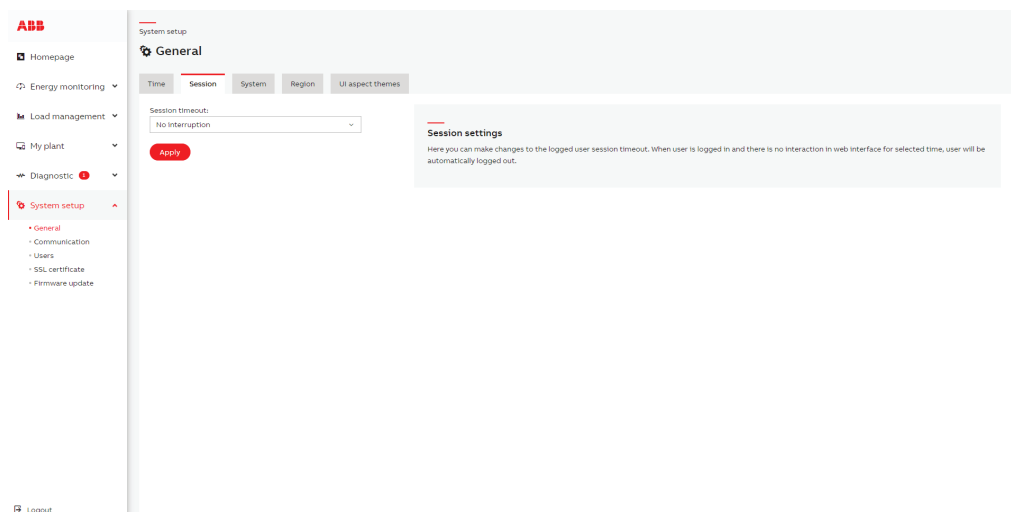 ABB
Homepage
Energy monitoring
Load management
My plant
Diagnostic 1
System setup
General
Communication
Users
SSL certificate
Firmware update
Logout
System setup
General
Time Session System Region UI aspect themes
Session timeout:
No interruption
Apply
Session settings
Here you can make changes to the logged user session timeout. When user is logged in and there is no interaction in web interface for selected time, user will be
automatically logged out.